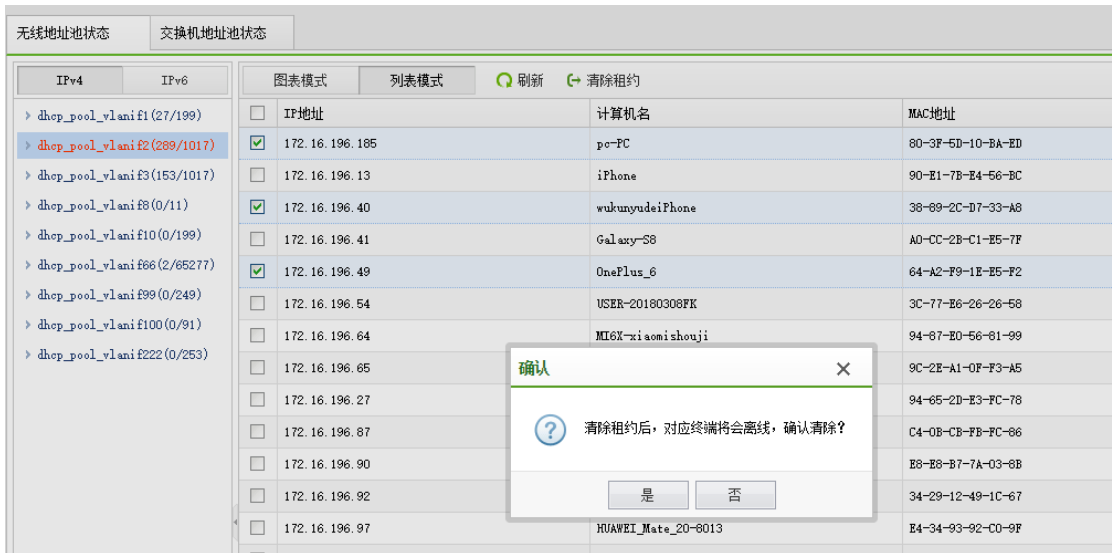 无线地址池状态 交换机地址池状态
IPv4 IPv6 图表模式 列表模式 刷新 清除租约
IP地址 计算机名 MAC地址
dhcp_pool_vlanif1(27/199)
dhcp_pool_vlanif2(289/1017) 172.16.196.185 pc-PC 80-3F-5D-10-BA-ED
dhcp_pool_vlanif3(153/1017) 172.16.196.13 iPhone 90-E1-7B-E4-56-BC
dhcp_pool_vlanif8(0/11) 172.16.196.40 wukunyudeiPhone 38-89-2C-D7-33-A8
dhcp_pool_vlanif10(0/199) 172.16.196.41 Galaxy-S8 A0-CC-2B-C1-E5-7F
dhcp_pool_vlanif66(2/65277) 172.16.196.49 OnePlus_6 64-A2-F9-1E-E5-F2
dhcp_pool_vlanif99(0/249) 172.16.196.54 USER-20180308FK 3C-77-E6-26-26-58
dhcp_pool_vlanif100(0/91) 172.16.196.64 MI6X-xiaomishouji 94-87-E0-56-81-99
dhcp_pool_vlanif222(0/253) 172.16.196.65 9C-2E-A1-0F-F3-A5
确认
172.16.196.27 94-65-2D-E3-FC-78
清除租约后，对应终端将会离线，确认清除？
172.16.196.87 C4-0B-CB-FB-FC-86
172.16.196.90 E8-E8-B7-7A-03-8B
是 否
172.16.196.92 34-29-12-49-1C-67
172.16.196.97 HUAWEI_Mate_20-8013 E4-34-93-92-C0-9F